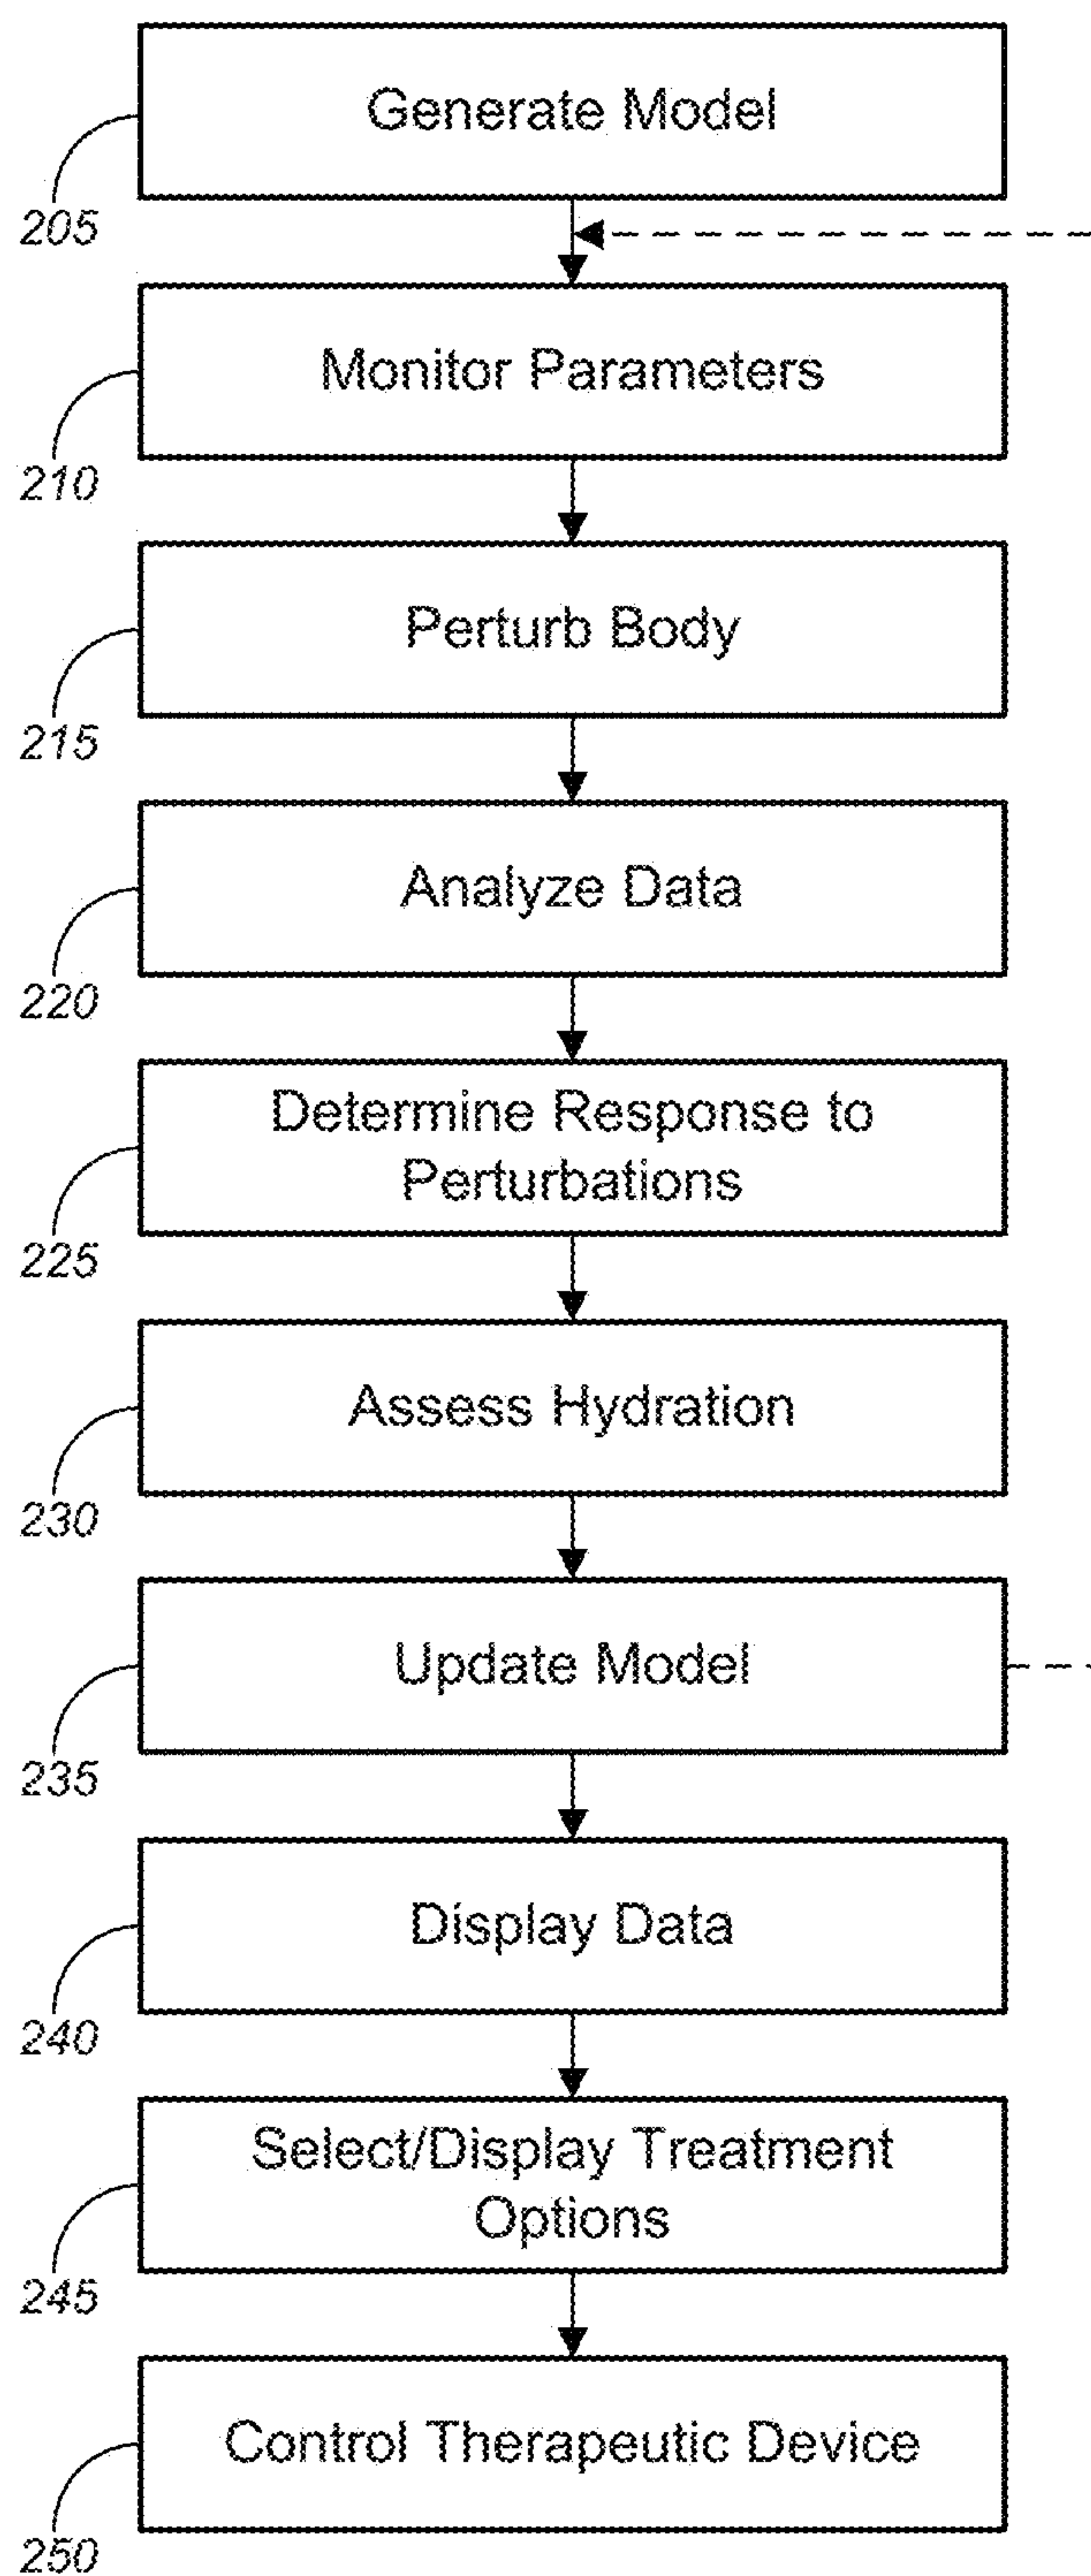 Generate Model
205
Monitor Parameters
210
Perturb Body
215
Analyze Data
220
Determine Response to
Perturbations
225
Assess Hydration
230
Update Model
235
Display Data
240
Select/Display Treatment
Options
245
Control Therapeutic Device
250